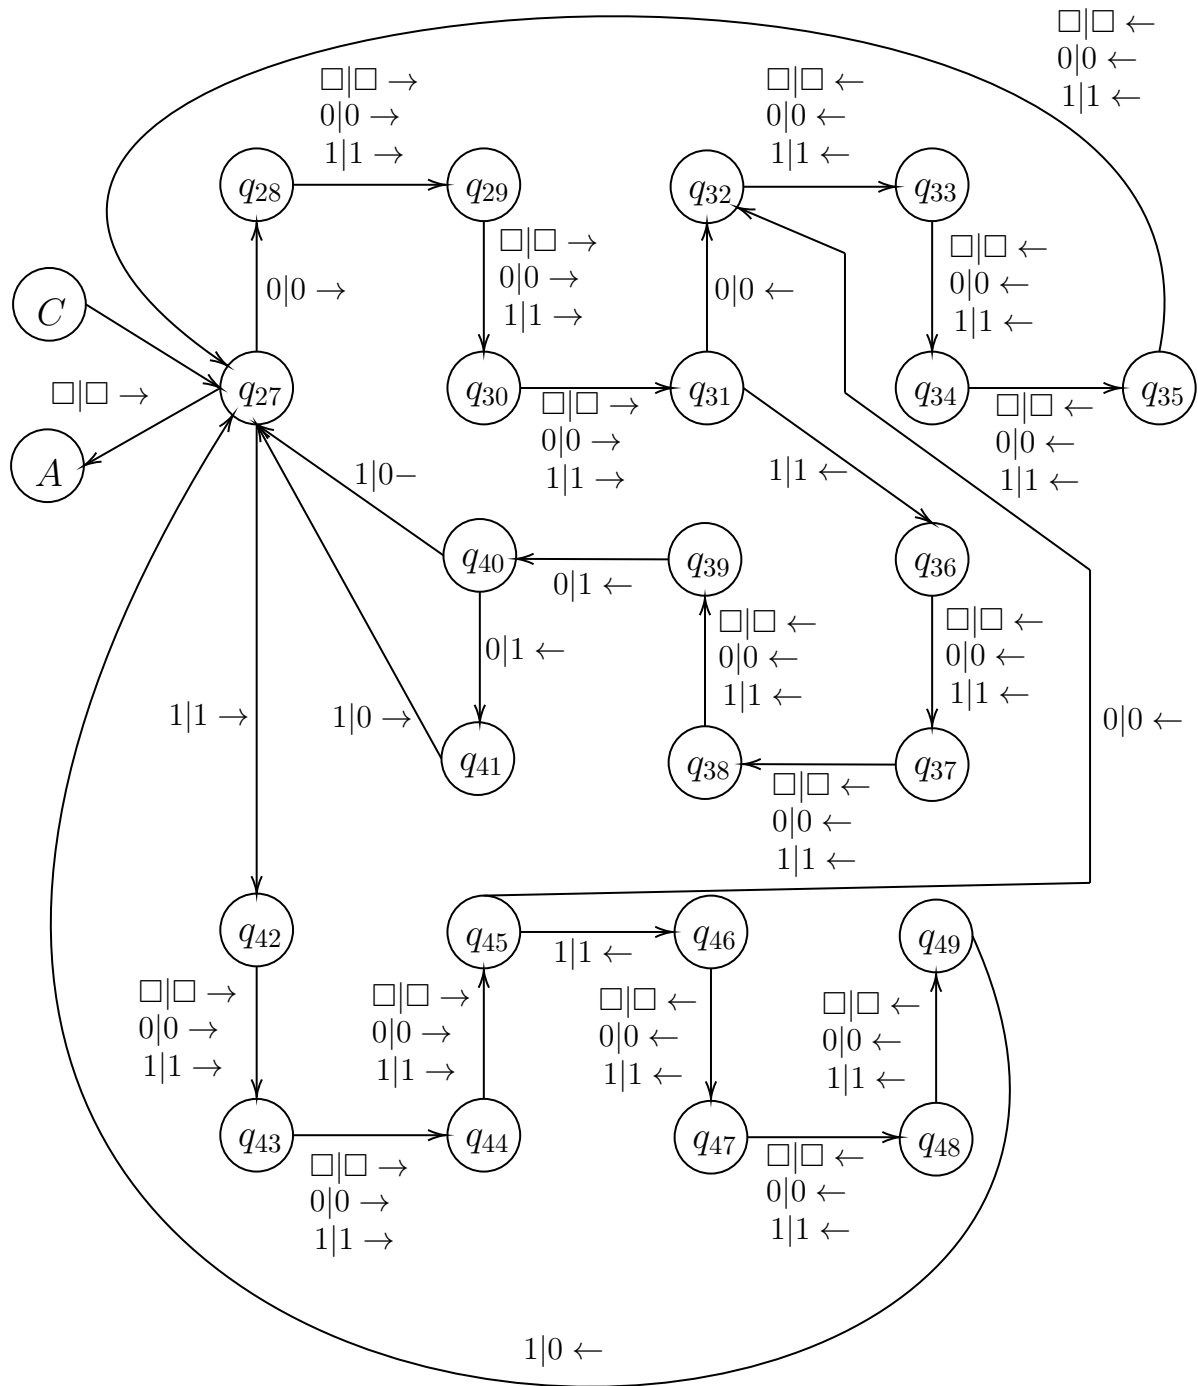 □|□ ←
0|0 ←
1|1 ←
□|□ →
0|0 →
1|1 →
□|□ ←
0|0 ←
1|1 ←
q28
q29
q32
q33
□|□ →
0|0 →
1|1 →
□|□ ←
0|0 ←
1|1 ←
0|0 →
0|0 ←
C
□|□ →
q27
q30
q31
q34
q35
A
□|□ →
0|0 →
1|1 →
□|□ ←
0|0 ←
1|1 ←
1|0−
1|1 ←
q40
q39
q36
0|1 ←
□|□ ←
0|0 ←
1|1 ←
□|□ ←
0|0 ←
1|1 ←
0|1 ←
1|1 →
1|0 →
0|0 ←
q41
q38
q37
□|□ ←
0|0 ←
1|1 ←
q42
q45
q46
q49
1|1 ←
□|□ →
0|0 →
1|1 →
□|□ →
0|0 →
1|1 →
□|□ ←
0|0 ←
1|1 ←
□|□ ←
0|0 ←
1|1 ←
q43
q44
q47
q48
□|□ →
0|0 →
1|1 →
□|□ ←
0|0 ←
1|1 ←
1|0 ←